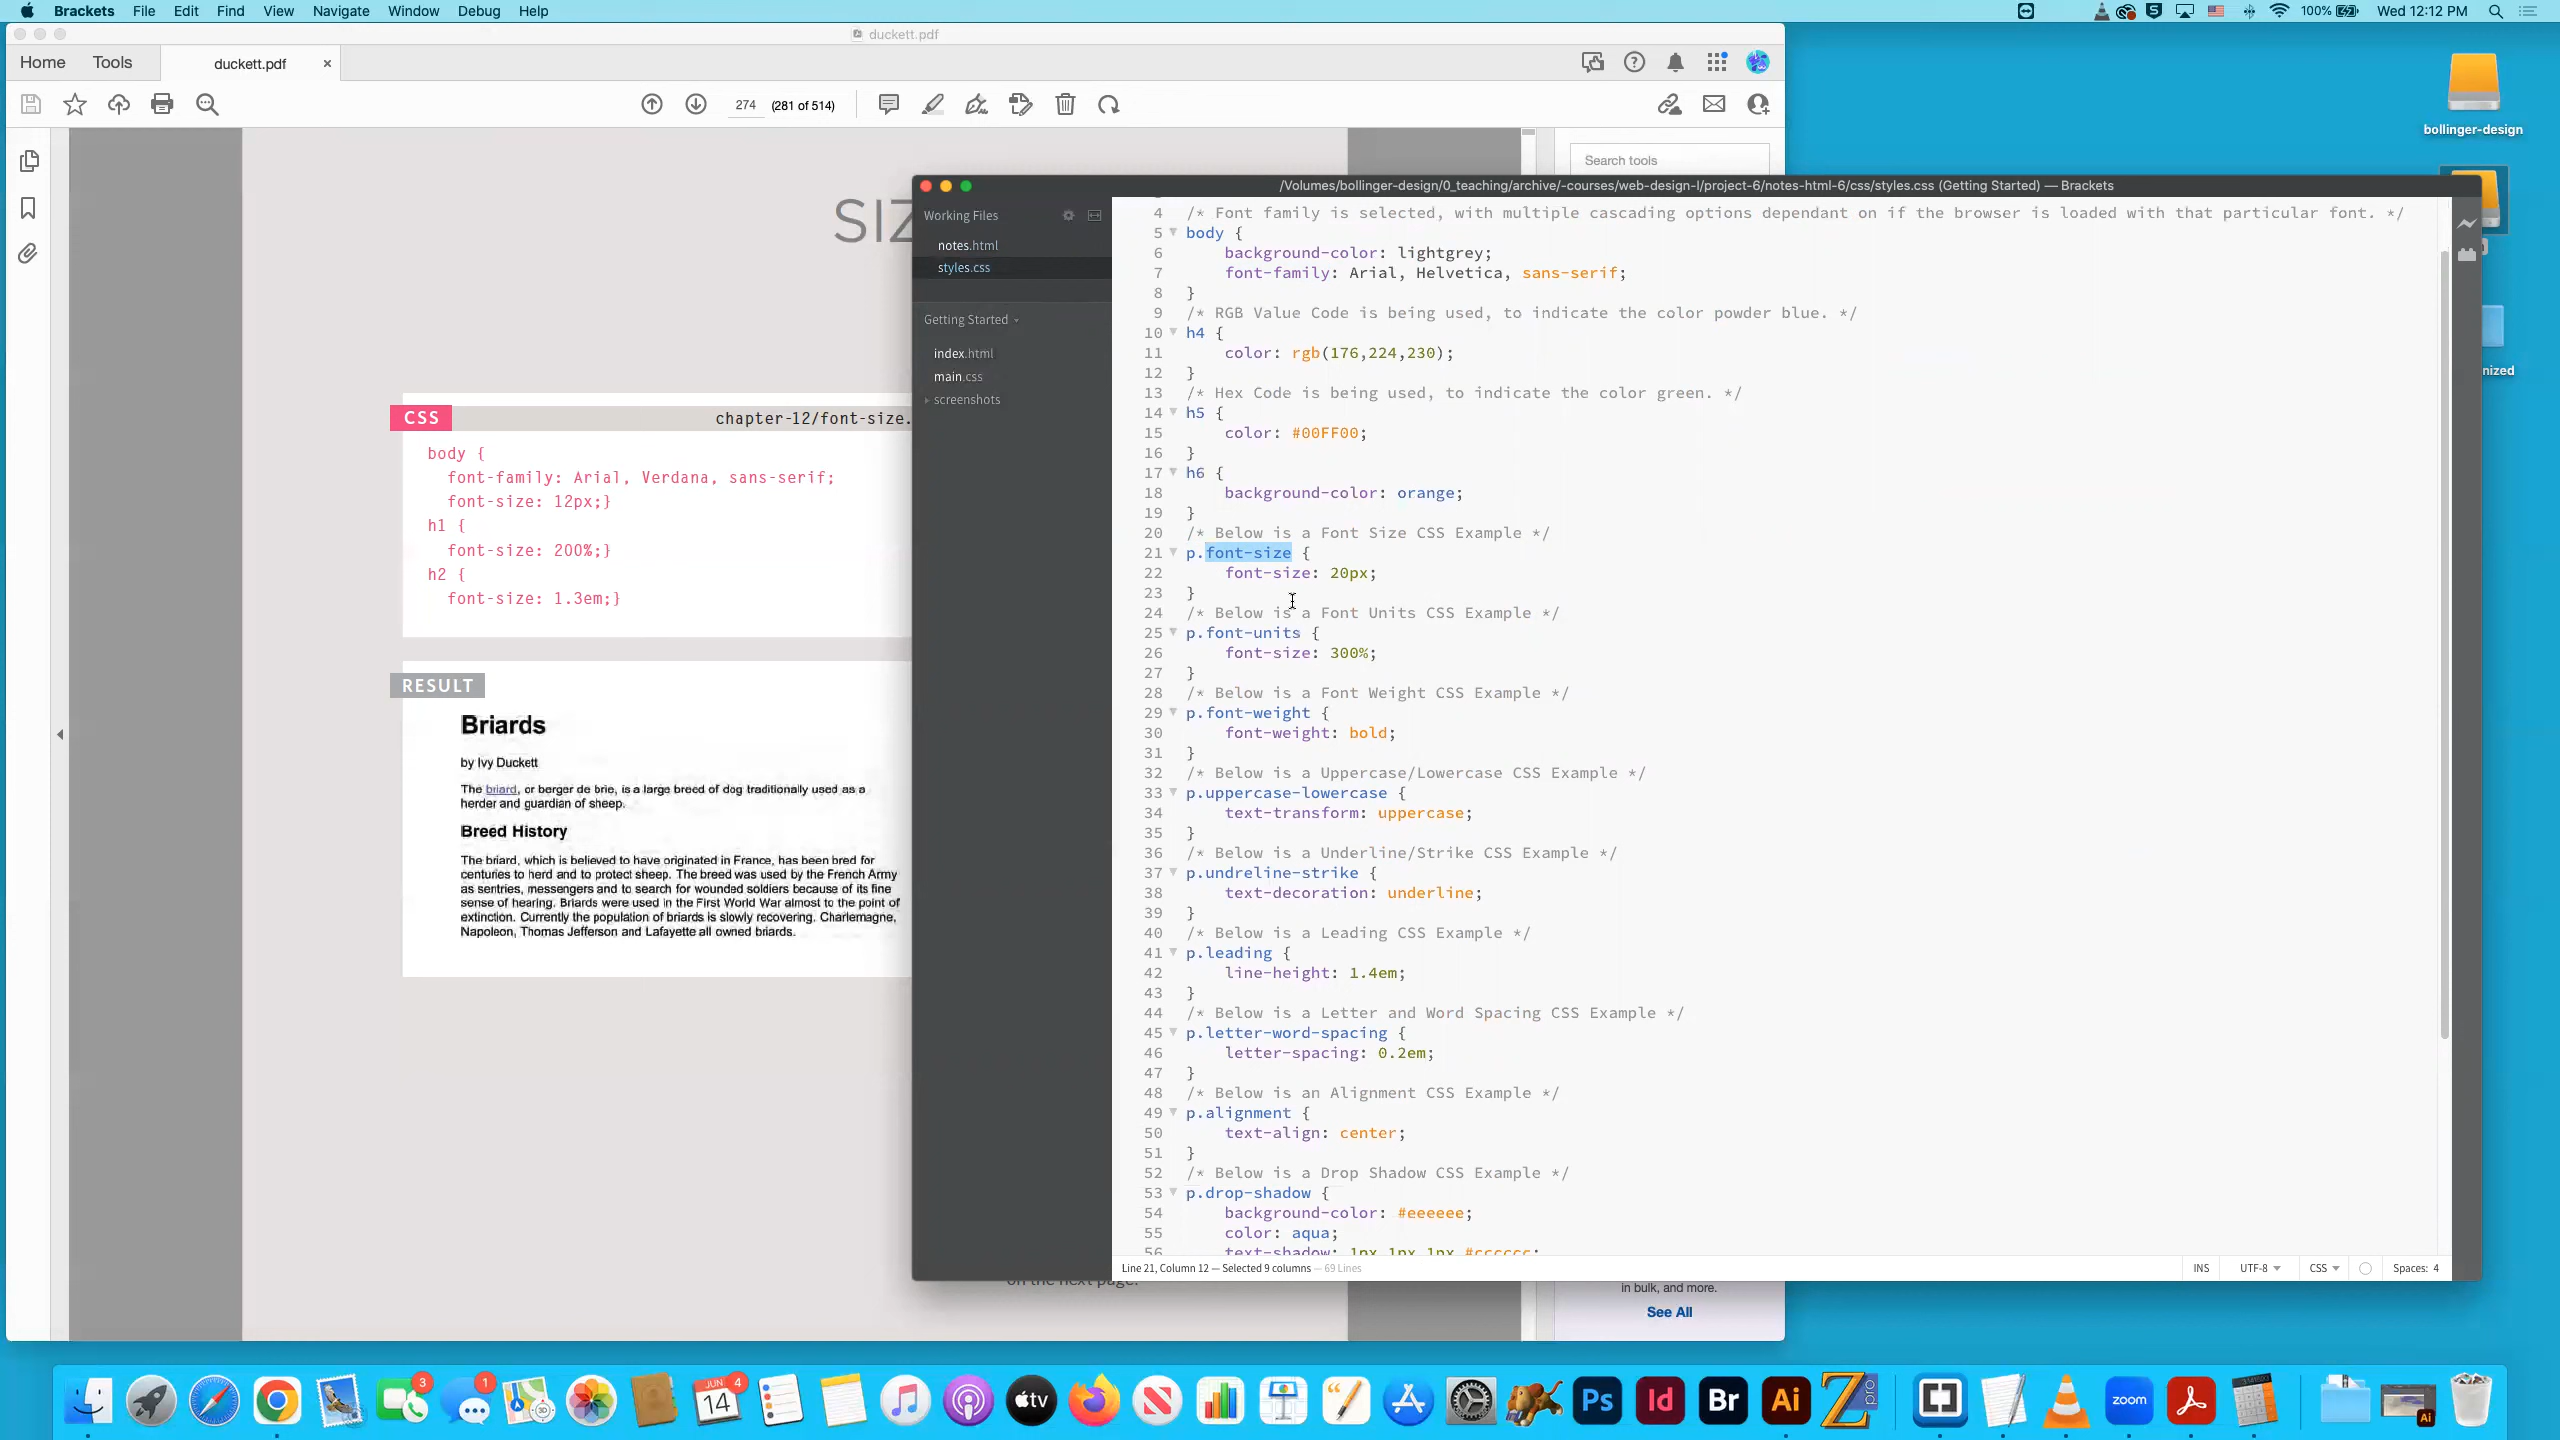 Brackets File Edit Find View Navigate Window Debug Help
100% Wed 12:12 PM
duckett.pdf
Home Tools duckett.pdf ×
274 (281 of 514)
Search tools
SIZ
CSS chapter-12/font-size.
body {
font-family: Arial, Verdana, sans-serif;
font-size: 12px;}
h1 {
font-size: 200%;}
h2 {
font-size: 1.3em;}
RESULT
Briards
by Ivy Duckett
The briard, or berger de brie, is a large breed of dog traditionally used as a
herder and guardian of sheep.
Breed History
The briard, which is believed to have originated in France, has been bred for
centuries to herd and to protect sheep. The breed was used by the French Army
as sentries, messengers and to search for wounded soldiers because of its fine
sense of hearing. Briards were used in the First World War almost to the point of
extinction. Currently the population of briards is slowly recovering. Charlemagne,
Napoleon, Thomas Jefferson and Lafayette all owned briards.
on the next page.
in bulk, and more.
See All
/Volumes/bollinger-design/0_teaching/archive/-courses/web-design-I/project-6/notes-html-6/css/styles.css (Getting Started) — Brackets
Working Files
notes.html
styles.css
Getting Started
index.html
main.css
screenshots
4 /* Font family is selected, with multiple cascading options dependant on if the browser is loaded with that particular font. */
5 body {
6 background-color: lightgrey;
7 font-family: Arial, Helvetica, sans-serif;
8 }
9 /* RGB Value Code is being used, to indicate the color powder blue. */
10 h4 {
11 color: rgb(176,224,230);
12 }
13 /* Hex Code is being used, to indicate the color green. */
14 h5 {
15 color: #00FF00;
16 }
17 h6 {
18 background-color: orange;
19 }
20 /* Below is a Font Size CSS Example */
21 p.font-size {
22 font-size: 20px;
23 }
24 /* Below is a Font Units CSS Example */
25 p.font-units {
26 font-size: 300%;
27 }
28 /* Below is a Font Weight CSS Example */
29 p.font-weight {
30 font-weight: bold;
31 }
32 /* Below is a Uppercase/Lowercase CSS Example */
33 p.uppercase-lowercase {
34 text-transform: uppercase;
35 }
36 /* Below is a Underline/Strike CSS Example */
37 p.undreline-strike {
38 text-decoration: underline;
39 }
40 /* Below is a Leading CSS Example */
41 p.leading {
42 line-height: 1.4em;
43 }
44 /* Below is a Letter and Word Spacing CSS Example */
45 p.letter-word-spacing {
46 letter-spacing: 0.2em;
47 }
48 /* Below is an Alignment CSS Example */
49 p.alignment {
50 text-align: center;
51 }
52 /* Below is a Drop Shadow CSS Example */
53 p.drop-shadow {
54 background-color: #eeeeee;
55 color: aqua;
56 text-shadow: 1px 1px 1px #cccccc;
Line 21, Column 12 — Selected 9 columns — 69 Lines
INS UTF-8 CSS Spaces: 4
bollinger-design
nized
3 1 JUN 14 4 tv Ps Id Br Ai Z pro zoom Ai